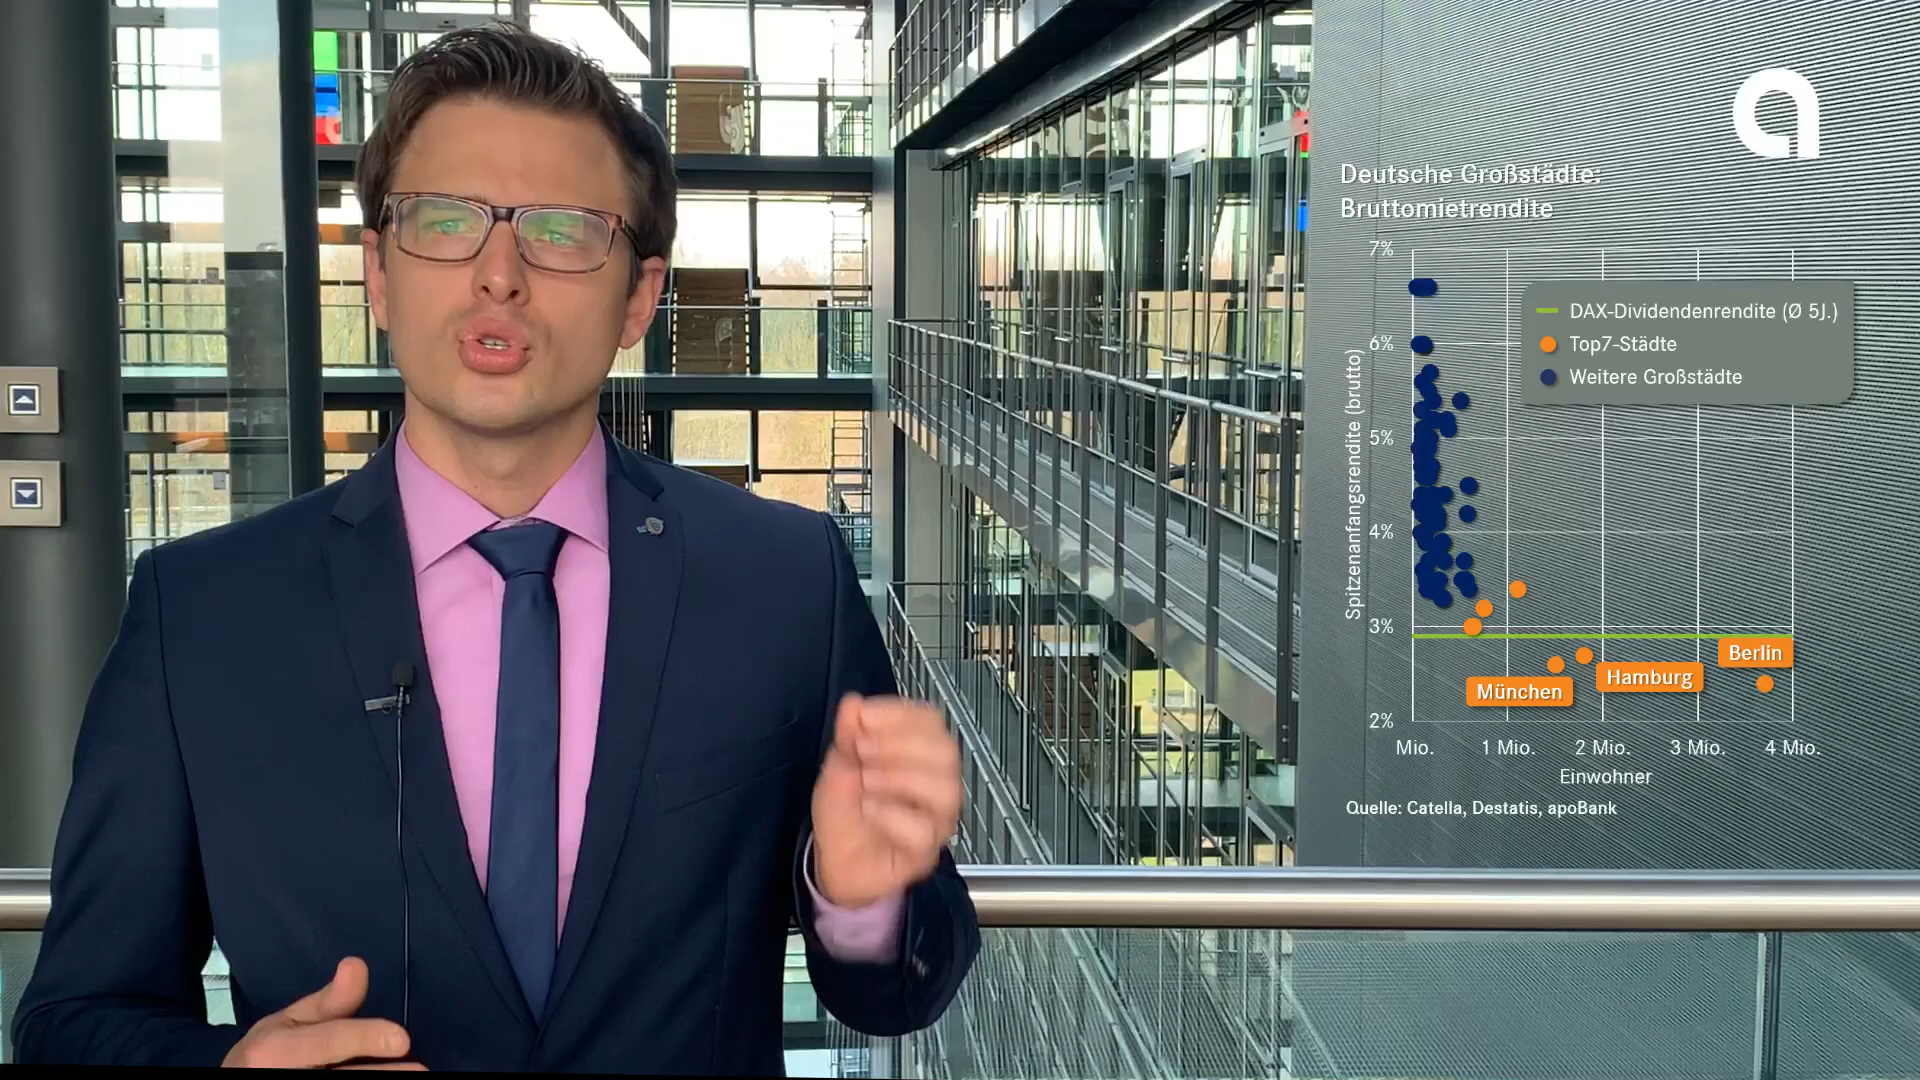 Deutsche Großstädte:
Bruttomietrendite
7%
6%
5%
4%
3%
2%
Spitzenanfangsrendite (brutto)
DAX-Dividendenrendite (Ø 5J.)
Top7-Städte
Weitere Großstädte
Berlin
Hamburg
München
Mio.
1 Mio.
2 Mio.
3 Mio.
4 Mio.
Einwohner
Quelle: Catella, Destatis, apoBank